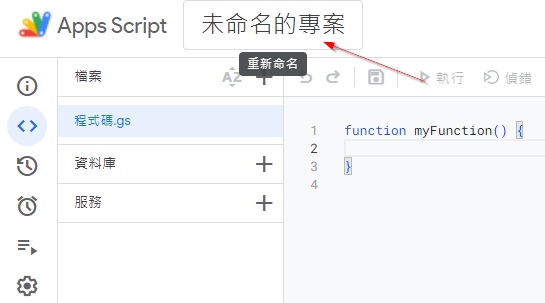 Apps Script
未命名的專案
重新命名
檔案
AZ
執行
偵錯
程式碼.gs
資料庫
服務
1 function myFunction() {
2
3 }
4